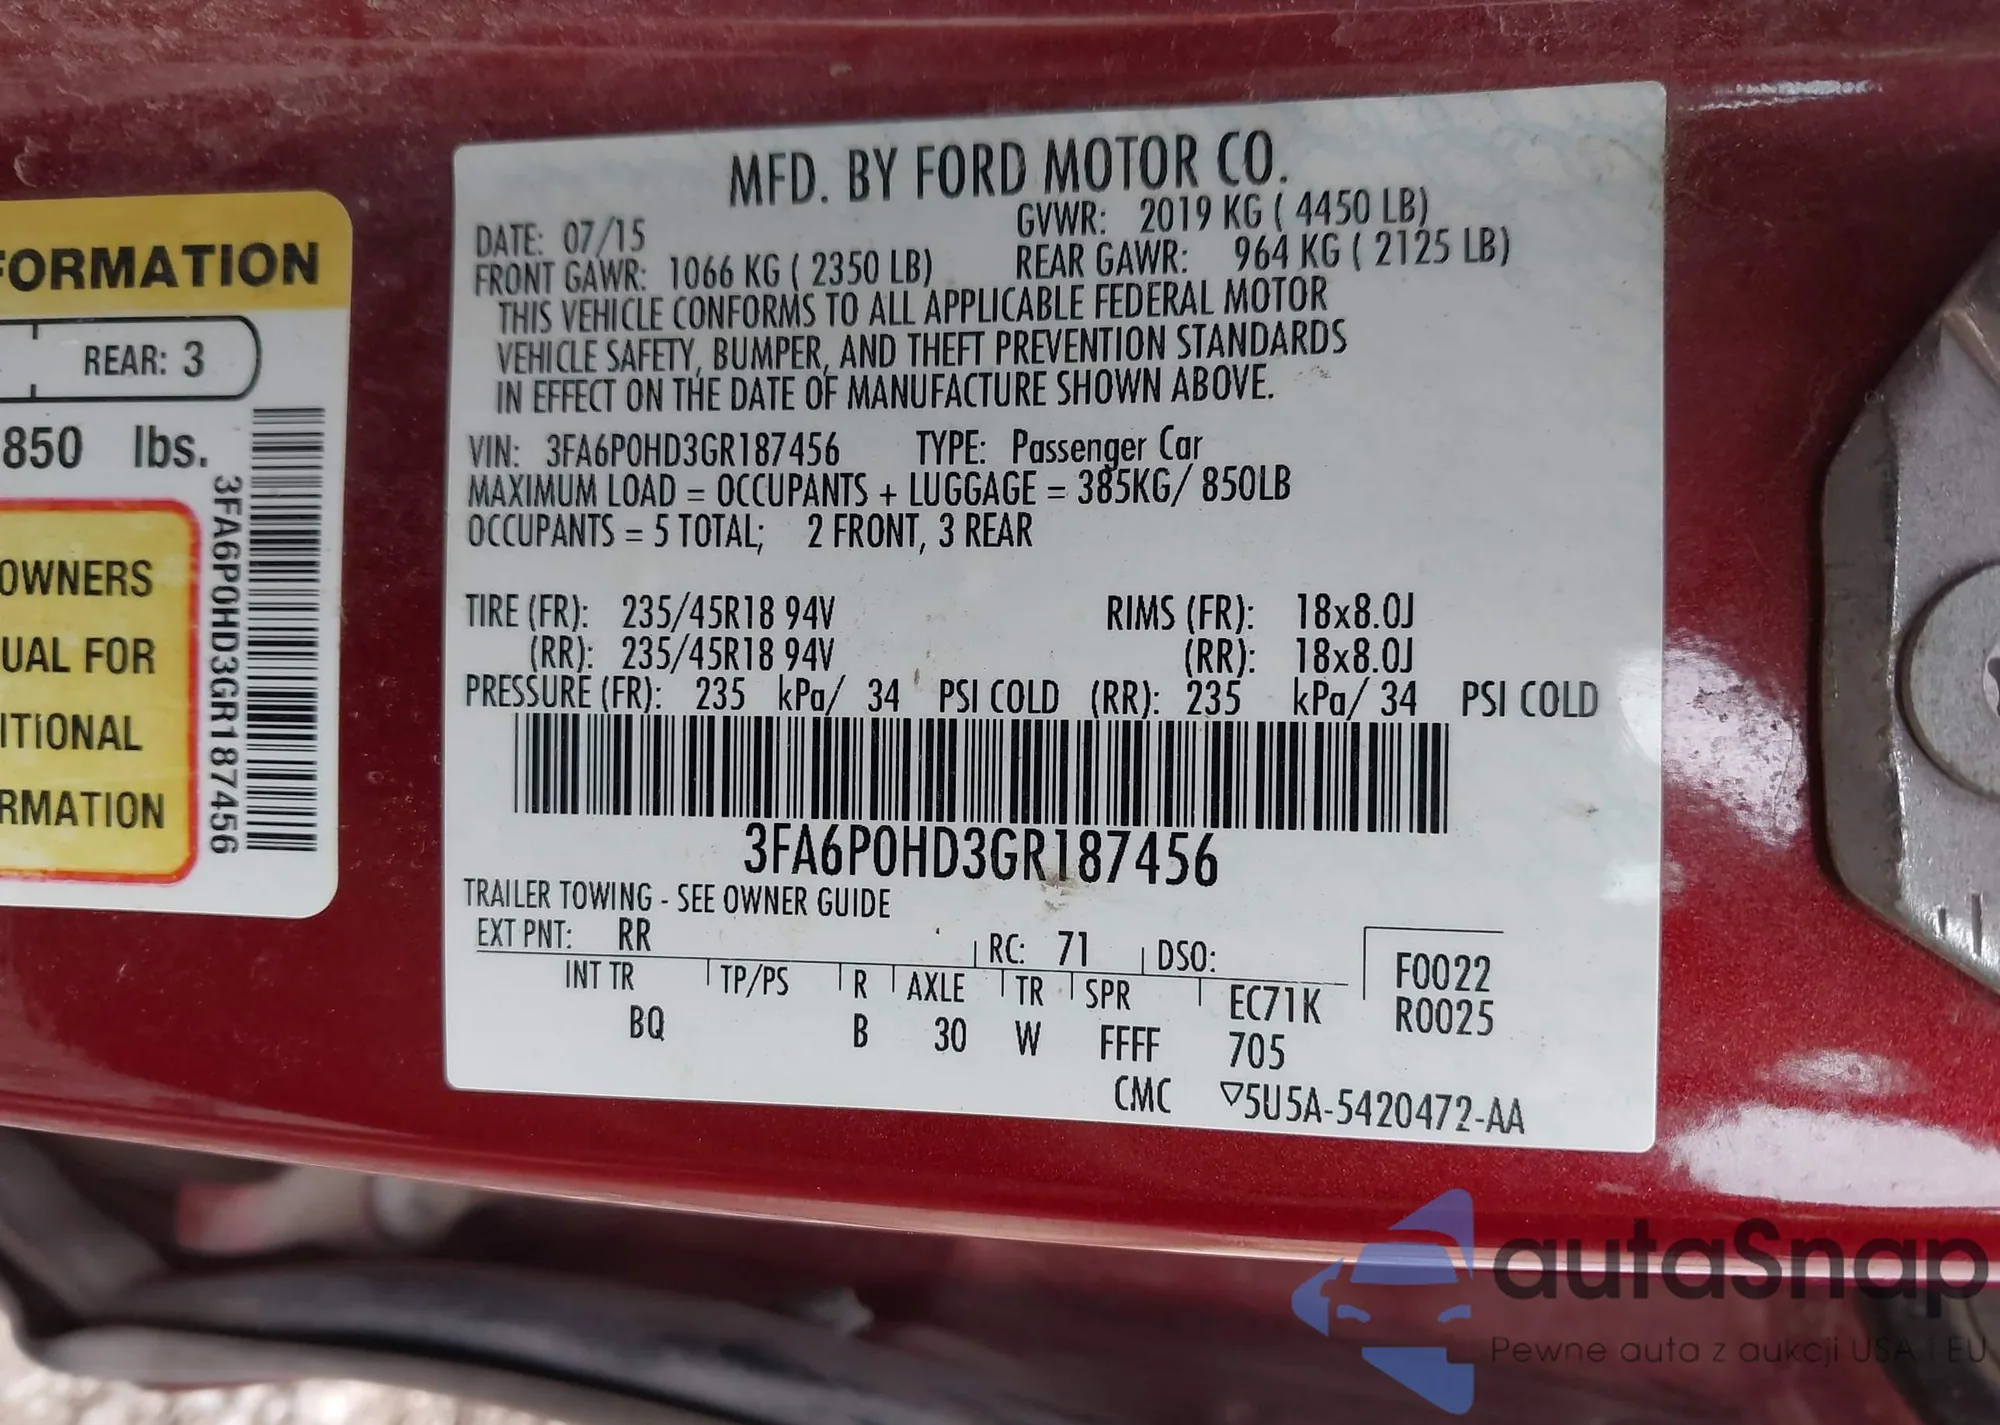 FORMATION
REAR: 3
850 lbs.
OWNERS
UAL FOR
ITIONAL
RMATION
3FA6P0HD3GR187456
MFD. BY FORD MOTOR CO.
DATE: 07/15 GVWR: 2019 KG ( 4450 LB)
FRONT GAWR: 1066 KG ( 2350 LB) REAR GAWR: 964 KG ( 2125 LB)
THIS VEHICLE CONFORMS TO ALL APPLICABLE FEDERAL MOTOR
VEHICLE SAFETY, BUMPER, AND THEFT PREVENTION STANDARDS
IN EFFECT ON THE DATE OF MANUFACTURE SHOWN ABOVE.
VIN: 3FA6P0HD3GR187456 TYPE: Passenger Car
MAXIMUM LOAD = OCCUPANTS + LUGGAGE = 385KG/ 850LB
OCCUPANTS = 5 TOTAL; 2 FRONT, 3 REAR
TIRE (FR): 235/45R18 94V RIMS (FR): 18x8.0J
(RR): 235/45R18 94V (RR): 18x8.0J
PRESSURE (FR): 235 kPa/ 34 PSI COLD (RR): 235 kPa/ 34 PSI COLD
3FA6P0HD3GR187456
TRAILER TOWING - SEE OWNER GUIDE
EXT PNT: RR RC: 71 DSO:
INT TR TP/PS R AXLE TR SPR EC71K
BQ B 30 W FFFF 705
F0022
R0025
CMC ▽5U5A-5420472-AA
autaSnap
Pewne auta z aukcji USA i EU